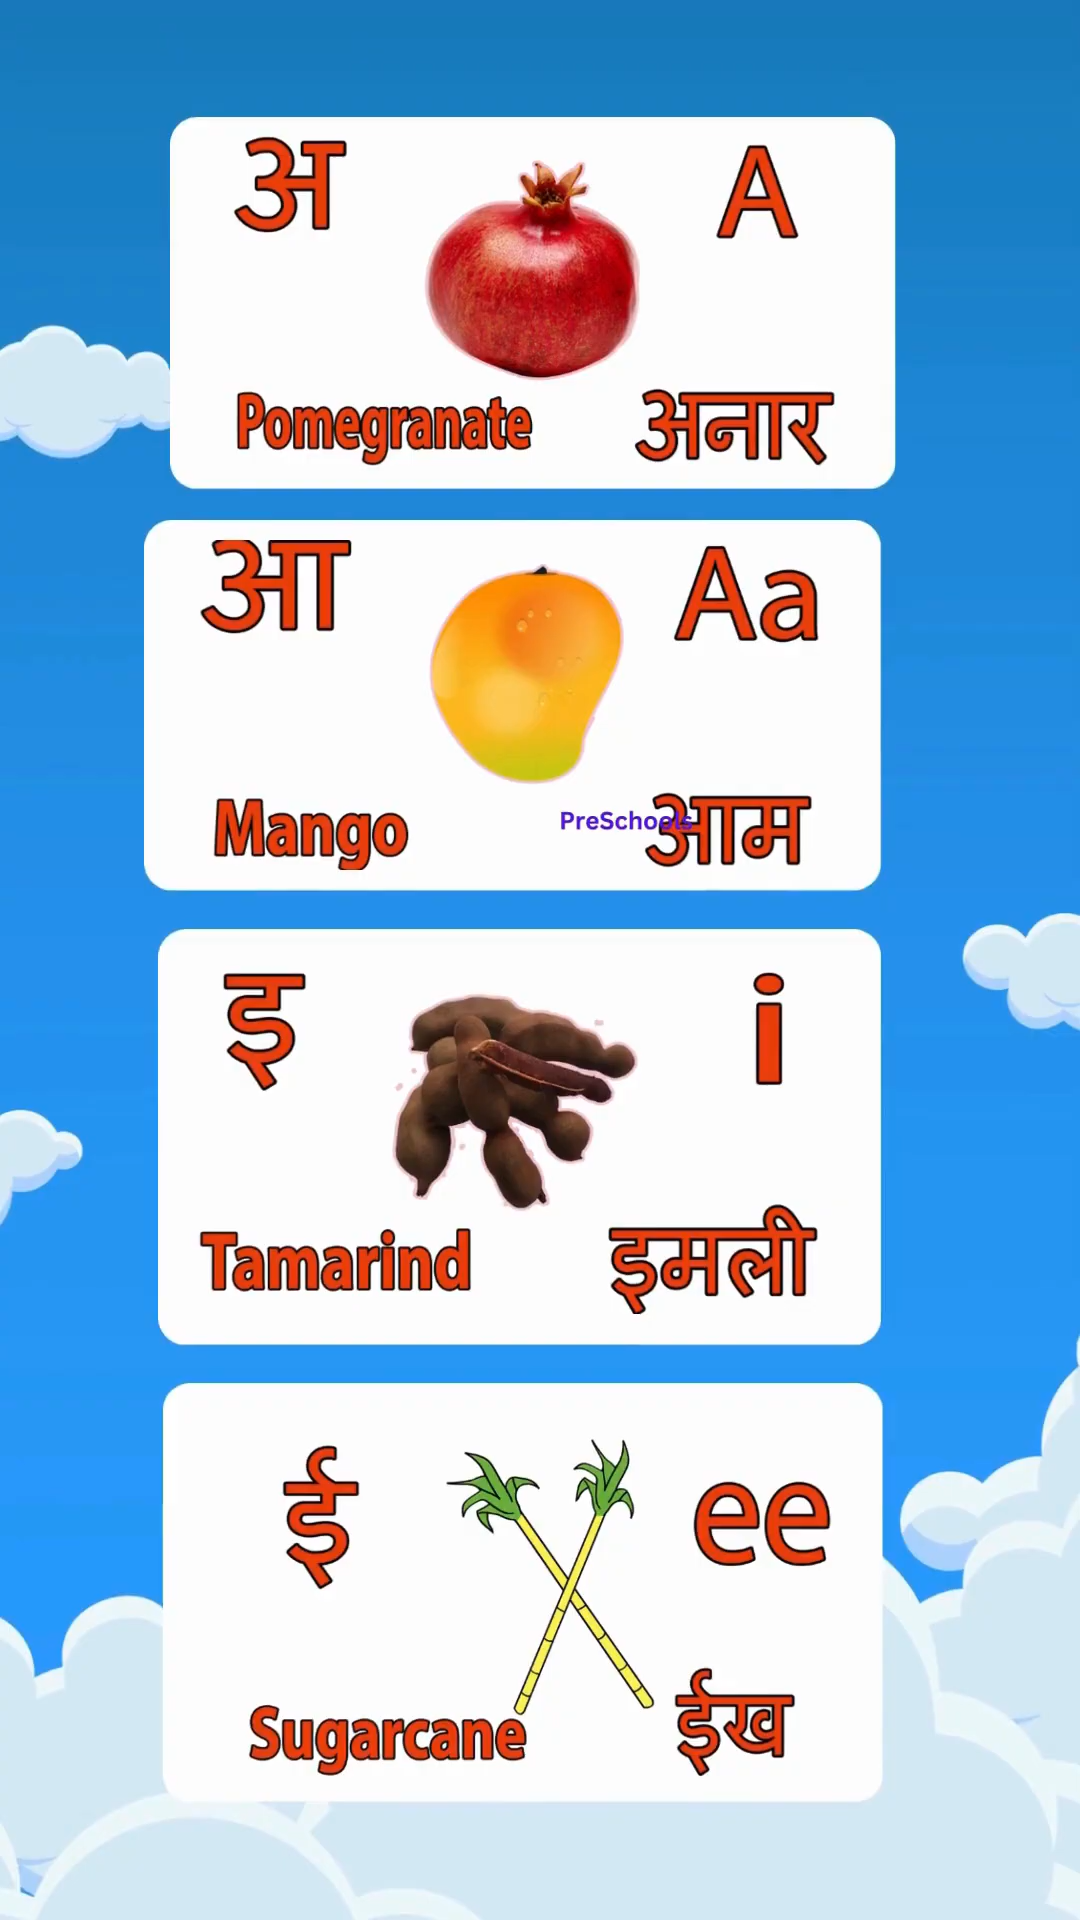 अ A
Pomegranate अनार
आ Aa
Mango आम
PreSchools
इ i
Tamarind इमली
ई ee
Sugarcane ईख